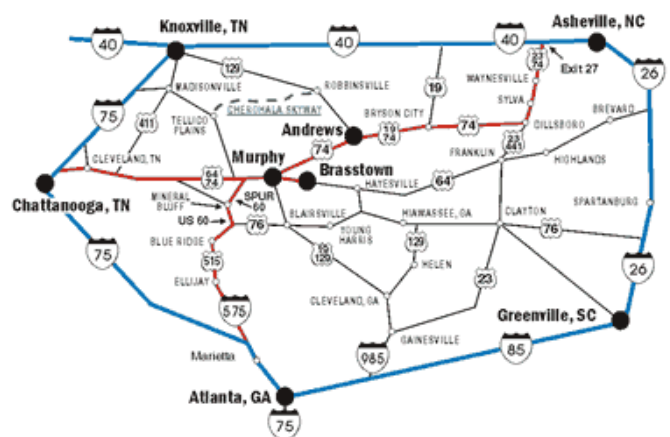 Knoxville, TN
Asheville, NC
40
40
40
23
74
Exit 27
26
129
MADISONVILLE
ROBBINSVILLE
19
WAYNESVILLE
75
CHEROHALA SKYWAY
SYLVA
BREVARD
411
TELLICO
PLAINS
BRYSON CITY
19
74
74
DILLSBORO
Andrews
74
23
441
CLEVELAND, TN
Murphy
Brasstown
FRANKLIN
HIGHLANDS
64
74
HAYESVILLE
64
Chattanooga, TN
MINERAL
BLUFF
SPUR
60
SPARTANBURG
US 60
76
BLAIRSVILLE
HIAWASSEE, GA
CLAYTON
76
BLUE RIDGE
YOUNG
HARRIS
75
19
129
129
26
515
HELEN
ELLIJAY
23
CLEVELAND, GA
575
Greenville, SC
GAINESVILLE
Marietta
985
85
Atlanta, GA
75